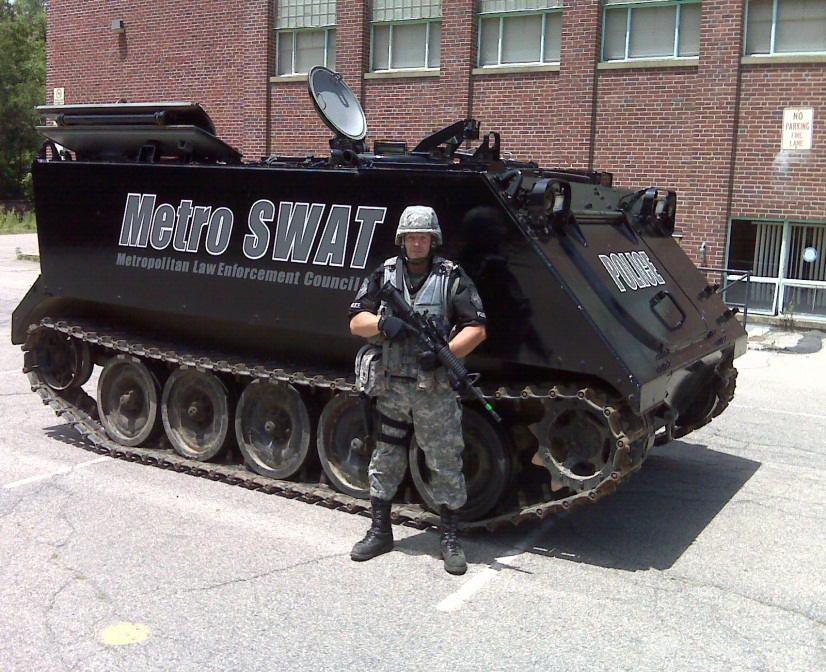 Metro SWAT
Metropolitan Law Enforcement Council
POLICE
NO
PARKING
FIRE
LANE